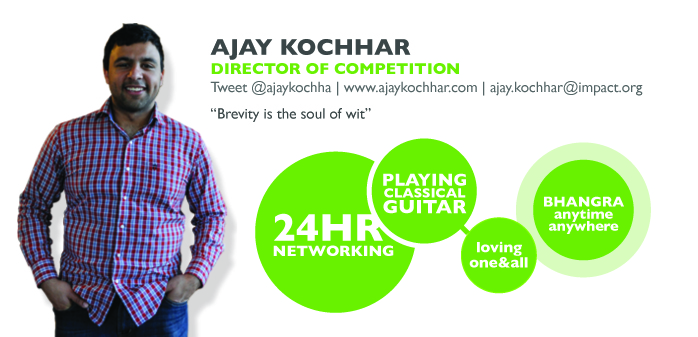 AJAY KOCHHAR
DIRECTOR OF COMPETITION
Tweet @ajaykochha | www.ajaykochhar.com | ajay.kochhar@impact.org
“Brevity is the soul of wit”
24HR
NETWORKING
PLAYING
CLASSICAL
GUITAR
loving
one&all
BHANGRA
anytime
anywhere